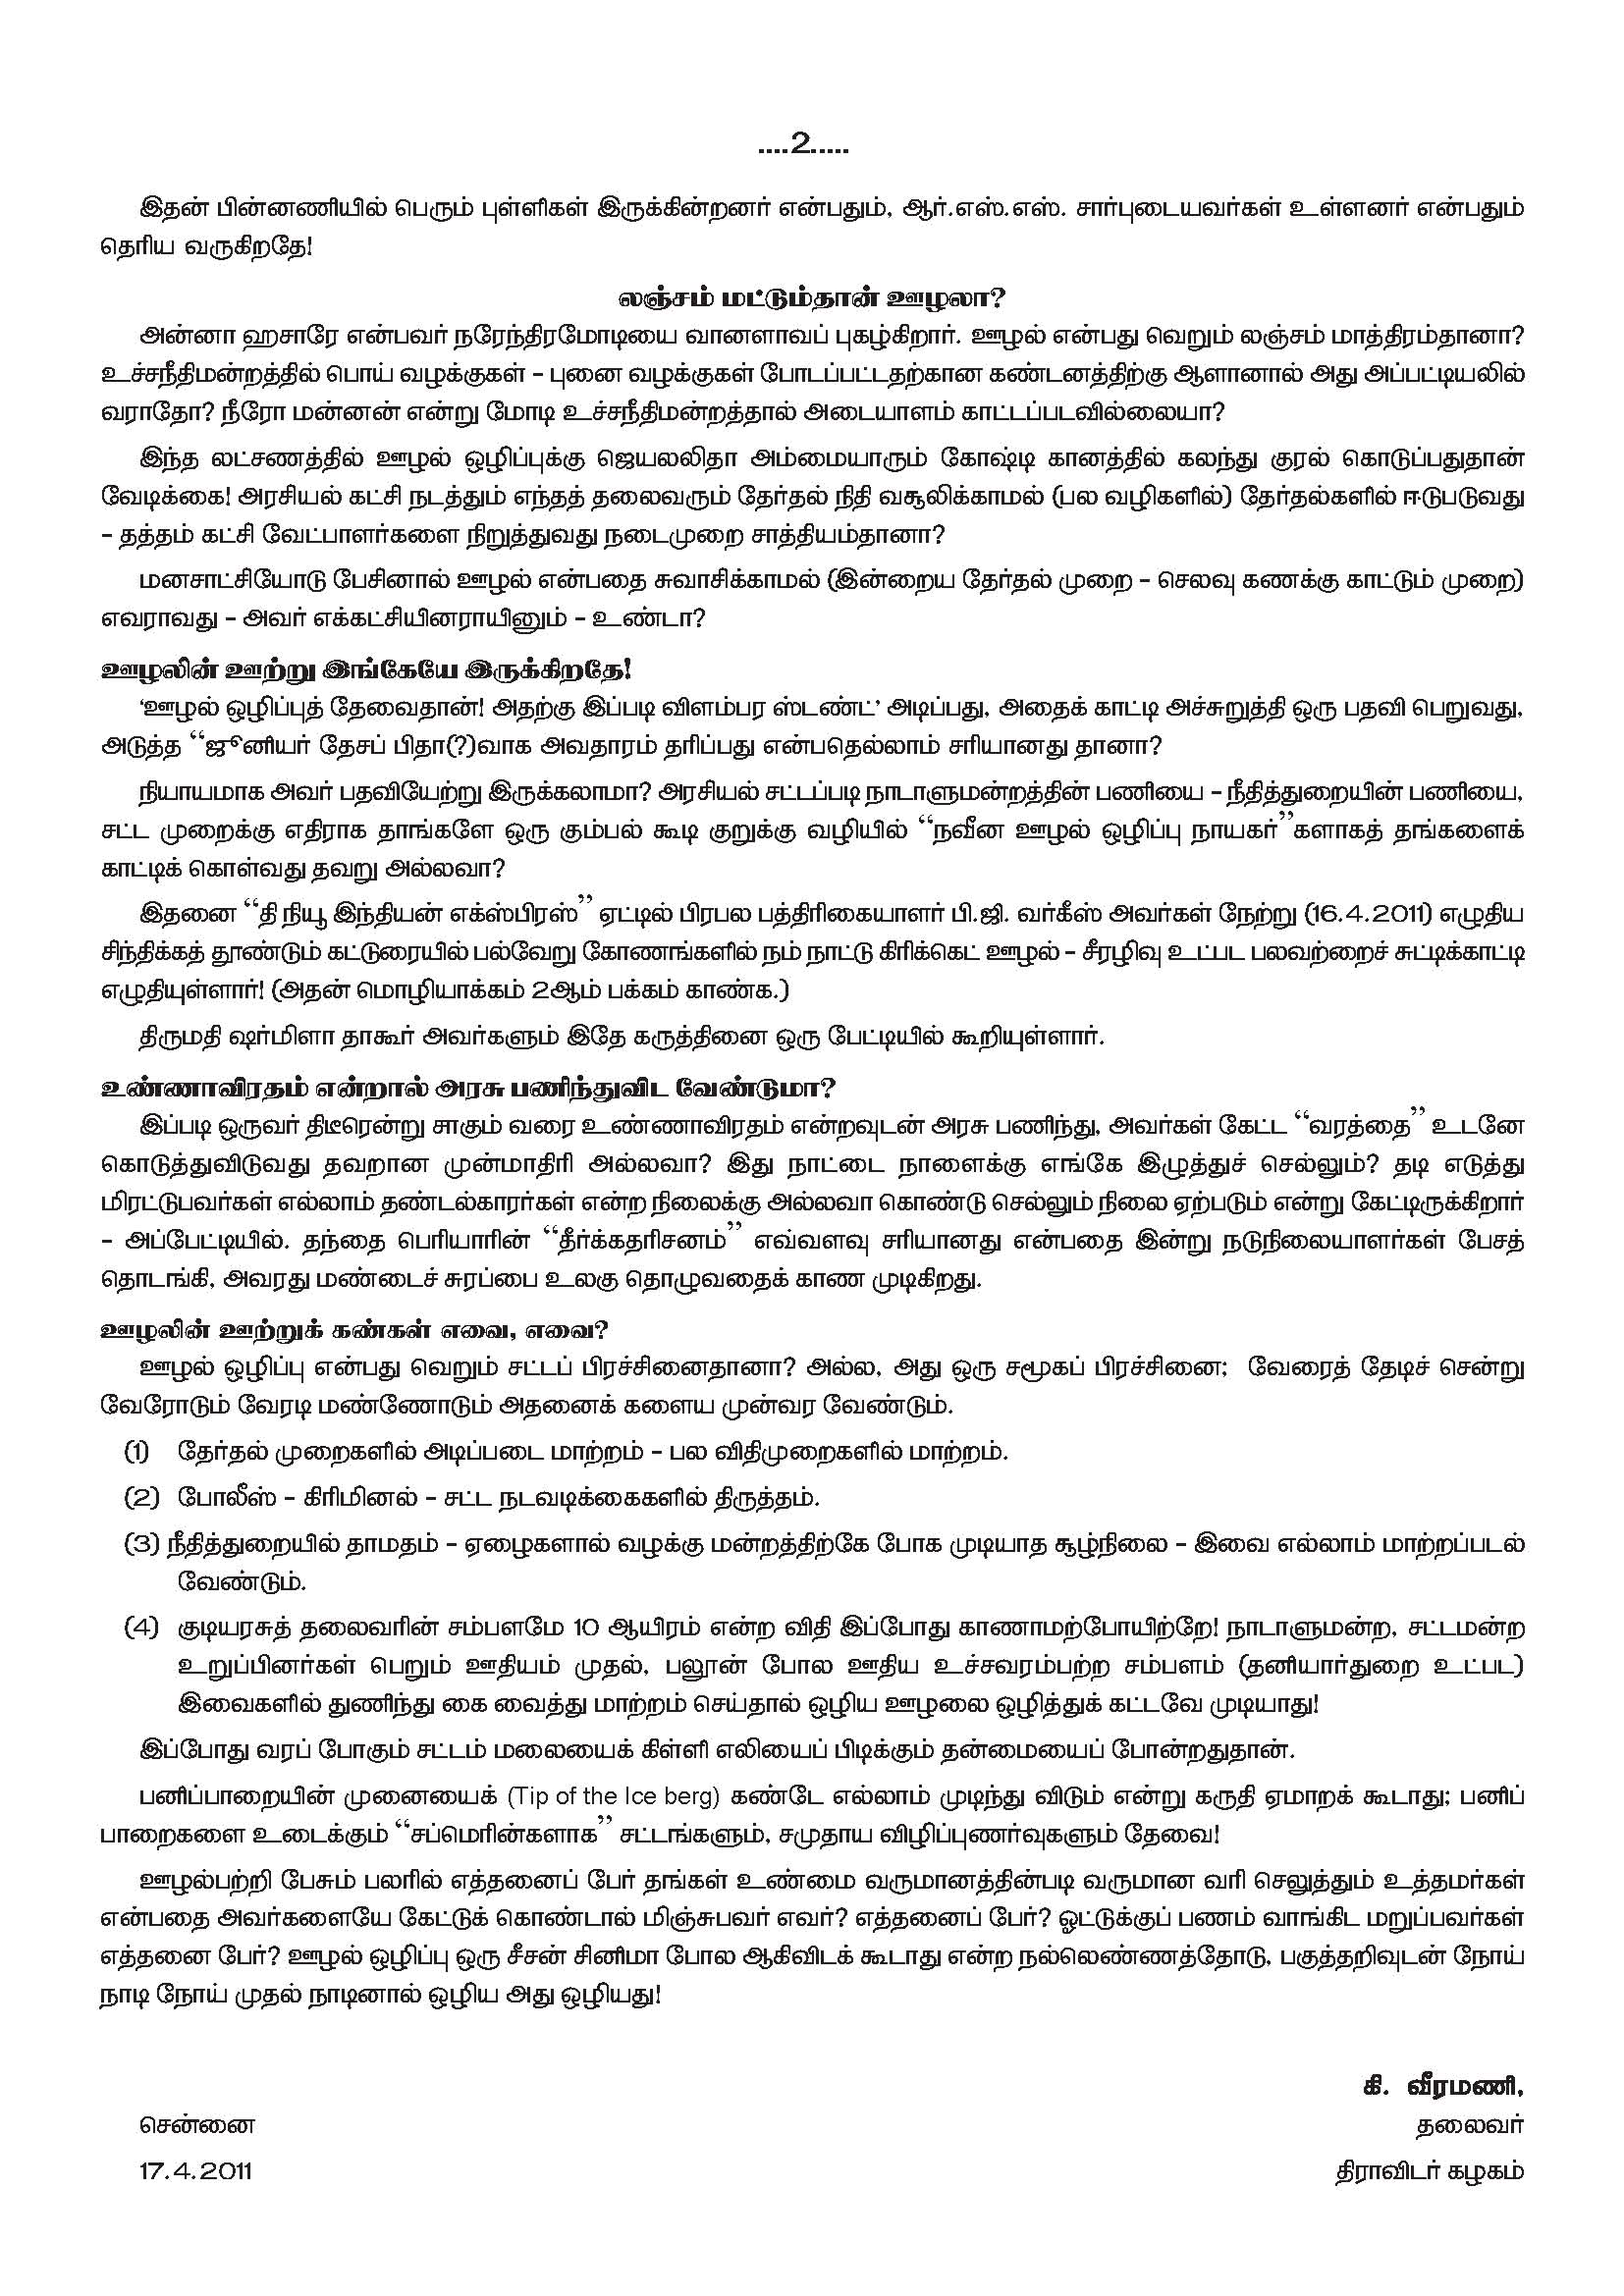 ....2.....
இதன் பின்னணியில் பெரும் புள்ளிகள் இருக்கின்றனர் என்பதும், ஆர்.எஸ்.எஸ். சார்புடையவர்கள் உள்ளனர் என்பதும்
தெரிய வருகிறதே!
லஞ்சம் மட்டும்தான் ஊழலா?
அன்னா ஹசாரே என்பவர் நரேந்திரமோடியை வானளாவப் புகழ்கிறார். ஊழல் என்பது வெறும் லஞ்சம் மாத்திரம்தானா?
உச்சநீதிமன்றத்தில் பொய் வழக்குகள் – புனை வழக்குகள் போடப்பட்டதற்கான கண்டனத்திற்கு ஆளானால் அது அப்பட்டியலில்
வராதோ? நீரோ மன்னன் என்று மோடி உச்சநீதிமன்றத்தால் அடையாளம் காட்டப்படவில்லையா?
இந்த லட்சணத்தில் ஊழல் ஒழிப்புக்கு ஜெயலலிதா அம்மையாரும் கோஷ்டி கானத்தில் கலந்து குரல் கொடுப்பதுதான்
வேடிக்கை! அரசியல் கட்சி நடத்தும் எந்தத் தலைவரும் தேர்தல் நிதி வசூலிக்காமல் (பல வழிகளில்) தேர்தல்களில் ஈடுபடுவது
– தத்தம் கட்சி வேட்பாளர்களை நிறுத்துவது நடைமுறை சாத்தியம்தானா?
மனசாட்சியோடு பேசினால் ஊழல் என்பதை சுவாசிக்காமல் (இன்றைய தேர்தல் முறை – செலவு கணக்கு காட்டும் முறை)
எவராவது – அவர் எக்கட்சியினராயினும் – உண்டா?
ஊழலின் ஊற்று இங்கேயே இருக்கிறதே!
‘ஊழல் ஒழிப்புத் தேவைதான்! அதற்கு இப்படி விளம்பர ஸ்டண்ட்’ அடிப்பது, அதைக் காட்டி அச்சுறுத்தி ஒரு பதவி பெறுவது,
அடுத்த “ஜூனியர் தேசப் பிதா(?)வாக அவதாரம் தரிப்பது என்பதெல்லாம் சரியானது தானா?
நியாயமாக அவர் பதவியேற்று இருக்கலாமா? அரசியல் சட்டப்படி நாடாளுமன்றத்தின் பணியை – நீதித்துறையின் பணியை,
சட்ட முறைக்கு எதிராக தாங்களே ஒரு கும்பல் கூடி குறுக்கு வழியில் “நவீன ஊழல் ஒழிப்பு நாயகர்”களாகத் தங்களைக்
காட்டிக் கொள்வது தவறு அல்லவா?
இதனை “தி நியூ இந்தியன் எக்ஸ்பிரஸ்” ஏட்டில் பிரபல பத்திரிகையாளர் பி.ஜி. வர்கீஸ் அவர்கள் நேற்று (16.4.2011) எழுதிய
சிந்திக்கத் தூண்டும் கட்டுரையில் பல்வேறு கோணங்களில் நம் நாட்டு கிரிக்கெட் ஊழல் – சீரழிவு உட்பட பலவற்றைச் சுட்டிக்காட்டி
எழுதியுள்ளார்! (அதன் மொழியாக்கம் 2ஆம் பக்கம் காண்க.)
திருமதி ஷர்மிளா தாகூர் அவர்களும் இதே கருத்தினை ஒரு பேட்டியில் கூறியுள்ளார்.
உண்ணாவிரதம் என்றால் அரசு பணிந்துவிட வேண்டுமா?
இப்படி ஒருவர் திடீரென்று சாகும் வரை உண்ணாவிரதம் என்றவுடன் அரசு பணிந்து, அவர்கள் கேட்ட “வரத்தை” உடனே
கொடுத்துவிடுவது தவறான முன்மாதிரி அல்லவா? இது நாட்டை நாளைக்கு எங்கே இழுத்துச் செல்லும்? தடி எடுத்து
மிரட்டுபவர்கள் எல்லாம் தண்டல்காரர்கள் என்ற நிலைக்கு அல்லவா கொண்டு செல்லும் நிலை ஏற்படும் என்று கேட்டிருக்கிறார்
– அப்பேட்டியில். தந்தை பெரியாரின் “தீர்க்கதரிசனம்” எவ்வளவு சரியானது என்பதை இன்று நடுநிலையாளர்கள் பேசத்
தொடங்கி, அவரது மண்டைச் சுரப்பை உலகு தொழுவதைக் காண முடிகிறது.
ஊழலின் ஊற்றுக் கண்கள் எவை, எவை?
ஊழல் ஒழிப்பு என்பது வெறும் சட்டப் பிரச்சினைதானா? அல்ல, அது ஒரு சமூகப் பிரச்சினை; வேரைத் தேடிச் சென்று
வேரோடும் வேரடி மண்ணோடும் அதனைக் களைய முன்வர வேண்டும்.
(1) தேர்தல் முறைகளில் அடிப்படை மாற்றம் – பல விதிமுறைகளில் மாற்றம்.
(2) போலீஸ் – கிரிமினல் – சட்ட நடவடிக்கைகளில் திருத்தம்.
(3) நீதித்துறையில் தாமதம் – ஏழைகளால் வழக்கு மன்றத்திற்கே போக முடியாத சூழ்நிலை – இவை எல்லாம் மாற்றப்படல்
வேண்டும்.
(4) குடியரசுத் தலைவரின் சம்பளமே 10 ஆயிரம் என்ற விதி இப்போது காணாமற்போயிற்றே! நாடாளுமன்ற, சட்டமன்ற
உறுப்பினர்கள் பெறும் ஊதியம் முதல், பலூன் போல ஊதிய உச்சவரம்பற்ற சம்பளம் (தனியார்துறை உட்பட)
இவைகளில் துணிந்து கை வைத்து மாற்றம் செய்தால் ஒழிய ஊழலை ஒழித்துக் கட்டவே முடியாது!
இப்போது வரப் போகும் சட்டம் மலையைக் கிள்ளி எலியைப் பிடிக்கும் தன்மையைப் போன்றதுதான்.
பனிப்பாறையின் முனையைக் (Tip of the Ice berg) கண்டே எல்லாம் முடிந்து விடும் என்று கருதி ஏமாறக் கூடாது; பனிப்
பாறைகளை உடைக்கும் “சப்மெரின்களாக” சட்டங்களும், சமுதாய விழிப்புணர்வுகளும் தேவை!
ஊழல்பற்றி பேசும் பலரில் எத்தனைப் பேர் தங்கள் உண்மை வருமானத்தின்படி வருமான வரி செலுத்தும் உத்தமர்கள்
என்பதை அவர்களையே கேட்டுக் கொண்டால் மிஞ்சுபவர் எவர்? எத்தனைப் பேர்? ஓட்டுக்குப் பணம் வாங்கிட மறுப்பவர்கள்
எத்தனை பேர்? ஊழல் ஒழிப்பு ஒரு சீசன் சினிமா போல ஆகிவிடக் கூடாது என்ற நல்லெண்ணத்தோடு, பகுத்தறிவுடன் நோய்
நாடி நோய் முதல் நாடினால் ஒழிய அது ஒழியது!
கி. வீரமணி,
சென்னை தலைவர்
17.4.2011 திராவிடர் கழகம்